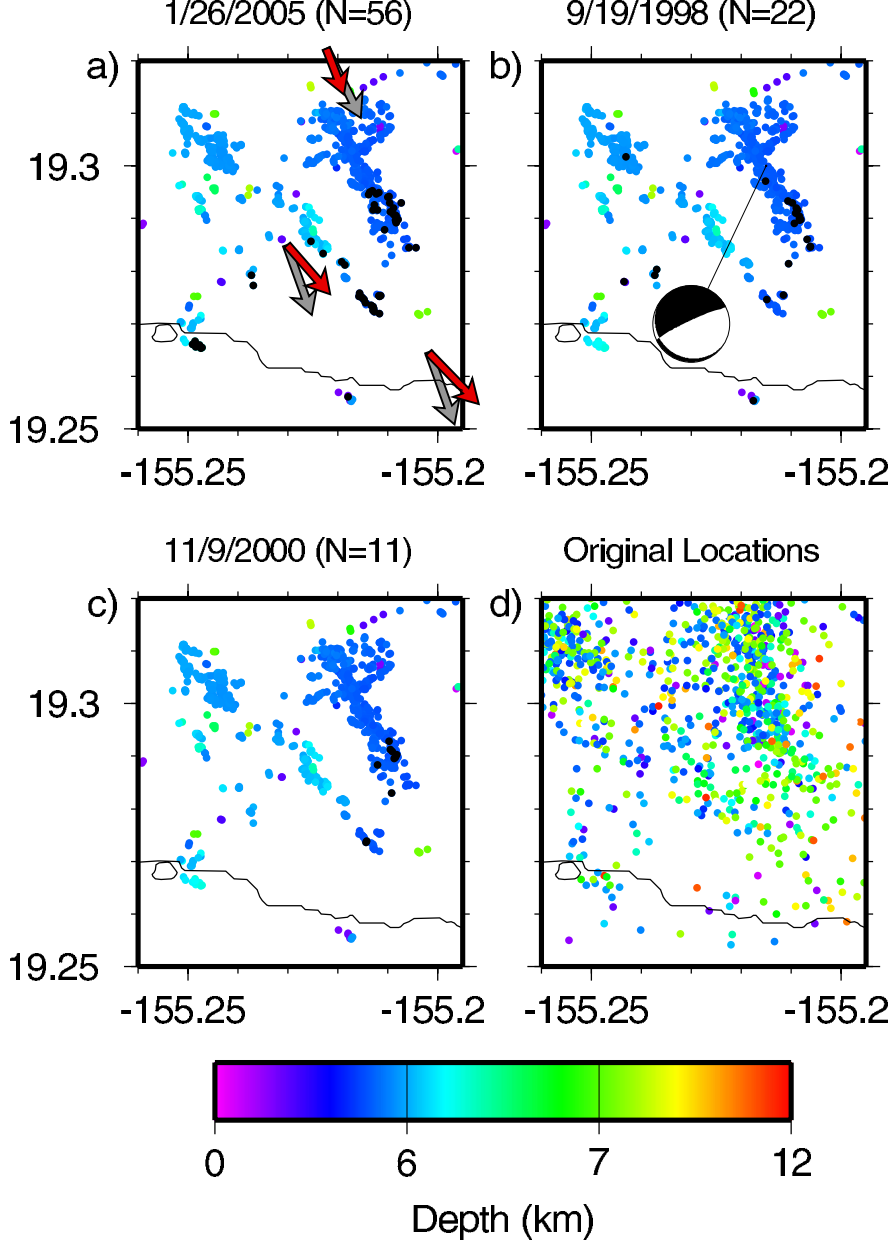 1/26/2005 (N=56)
9/19/1998 (N=22)
a)
b)
19.3
19.25
-155.25
-155.2
-155.25
-155.2
11/9/2000 (N=11)
Original Locations
c)
d)
19.3
19.25
-155.25
-155.2
-155.25
-155.2
0
6
7
12
Depth (km)